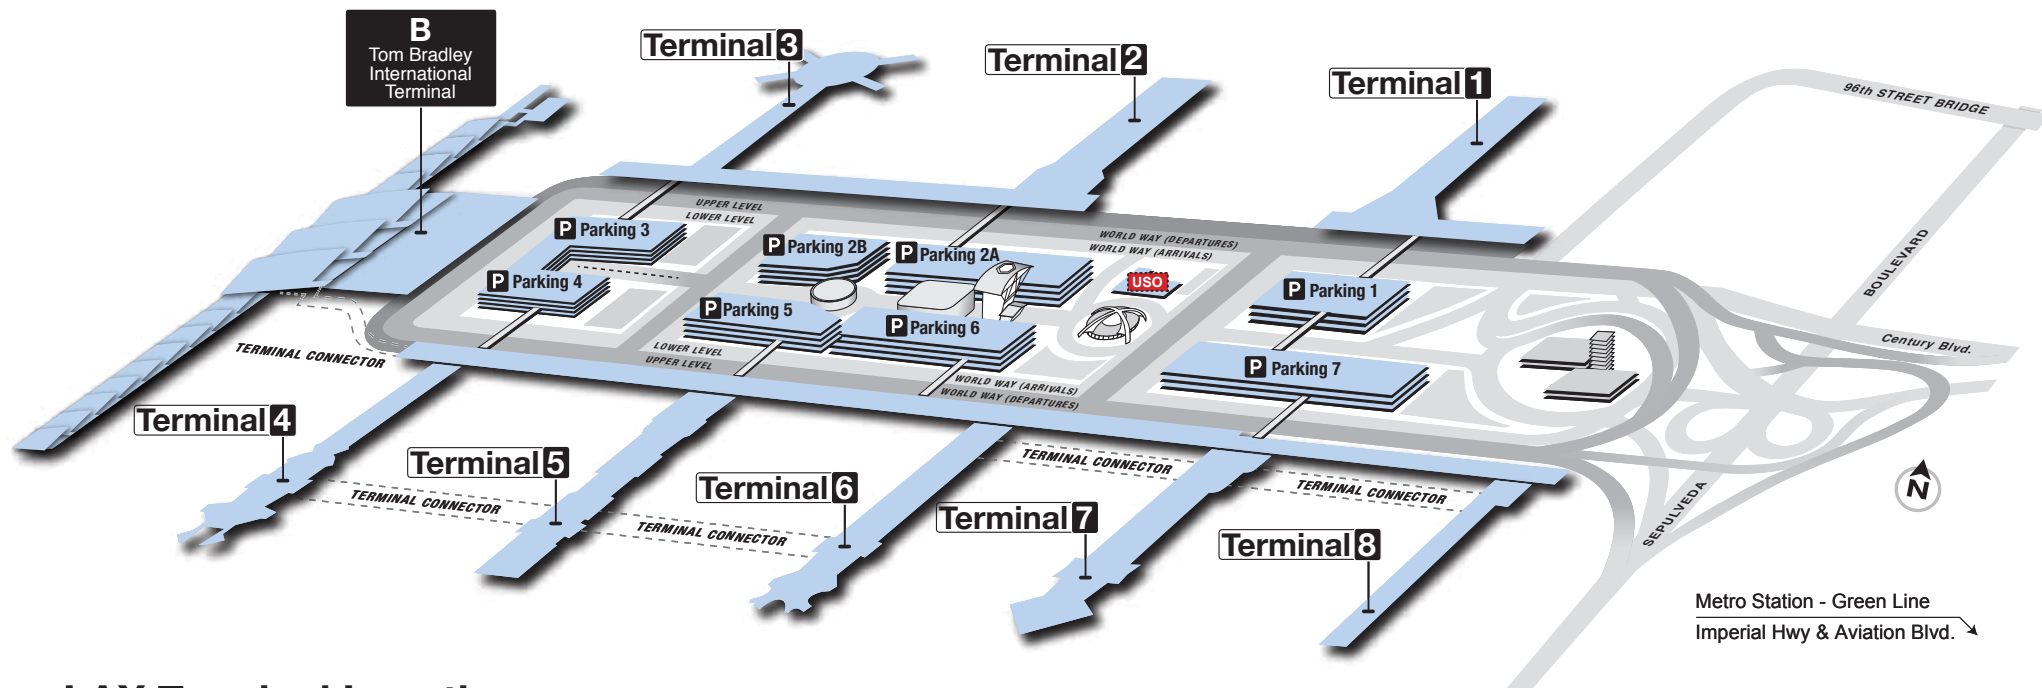 B
Tom Bradley
International
Terminal
Terminal 3
Terminal 2
Terminal 1
96th STREET BRIDGE
BOULEVARD
Century Blvd.
SEPULVEDA
UPPER LEVEL
LOWER LEVEL
WORLD WAY (DEPARTURES)
WORLD WAY (ARRIVALS)
P Parking 3
P Parking 2B
P Parking 2A
USO
P Parking 4
P Parking 1
P Parking 5
P Parking 6
P Parking 7
LOWER LEVEL
UPPER LEVEL
WORLD WAY (ARRIVALS)
WORLD WAY (DEPARTURES)
TERMINAL CONNECTOR
Terminal 4
Terminal 5
Terminal 6
Terminal 7
Terminal 8
TERMINAL CONNECTOR
TERMINAL CONNECTOR
TERMINAL CONNECTOR
TERMINAL CONNECTOR
N
Metro Station - Green Line
Imperial Hwy & Aviation Blvd.